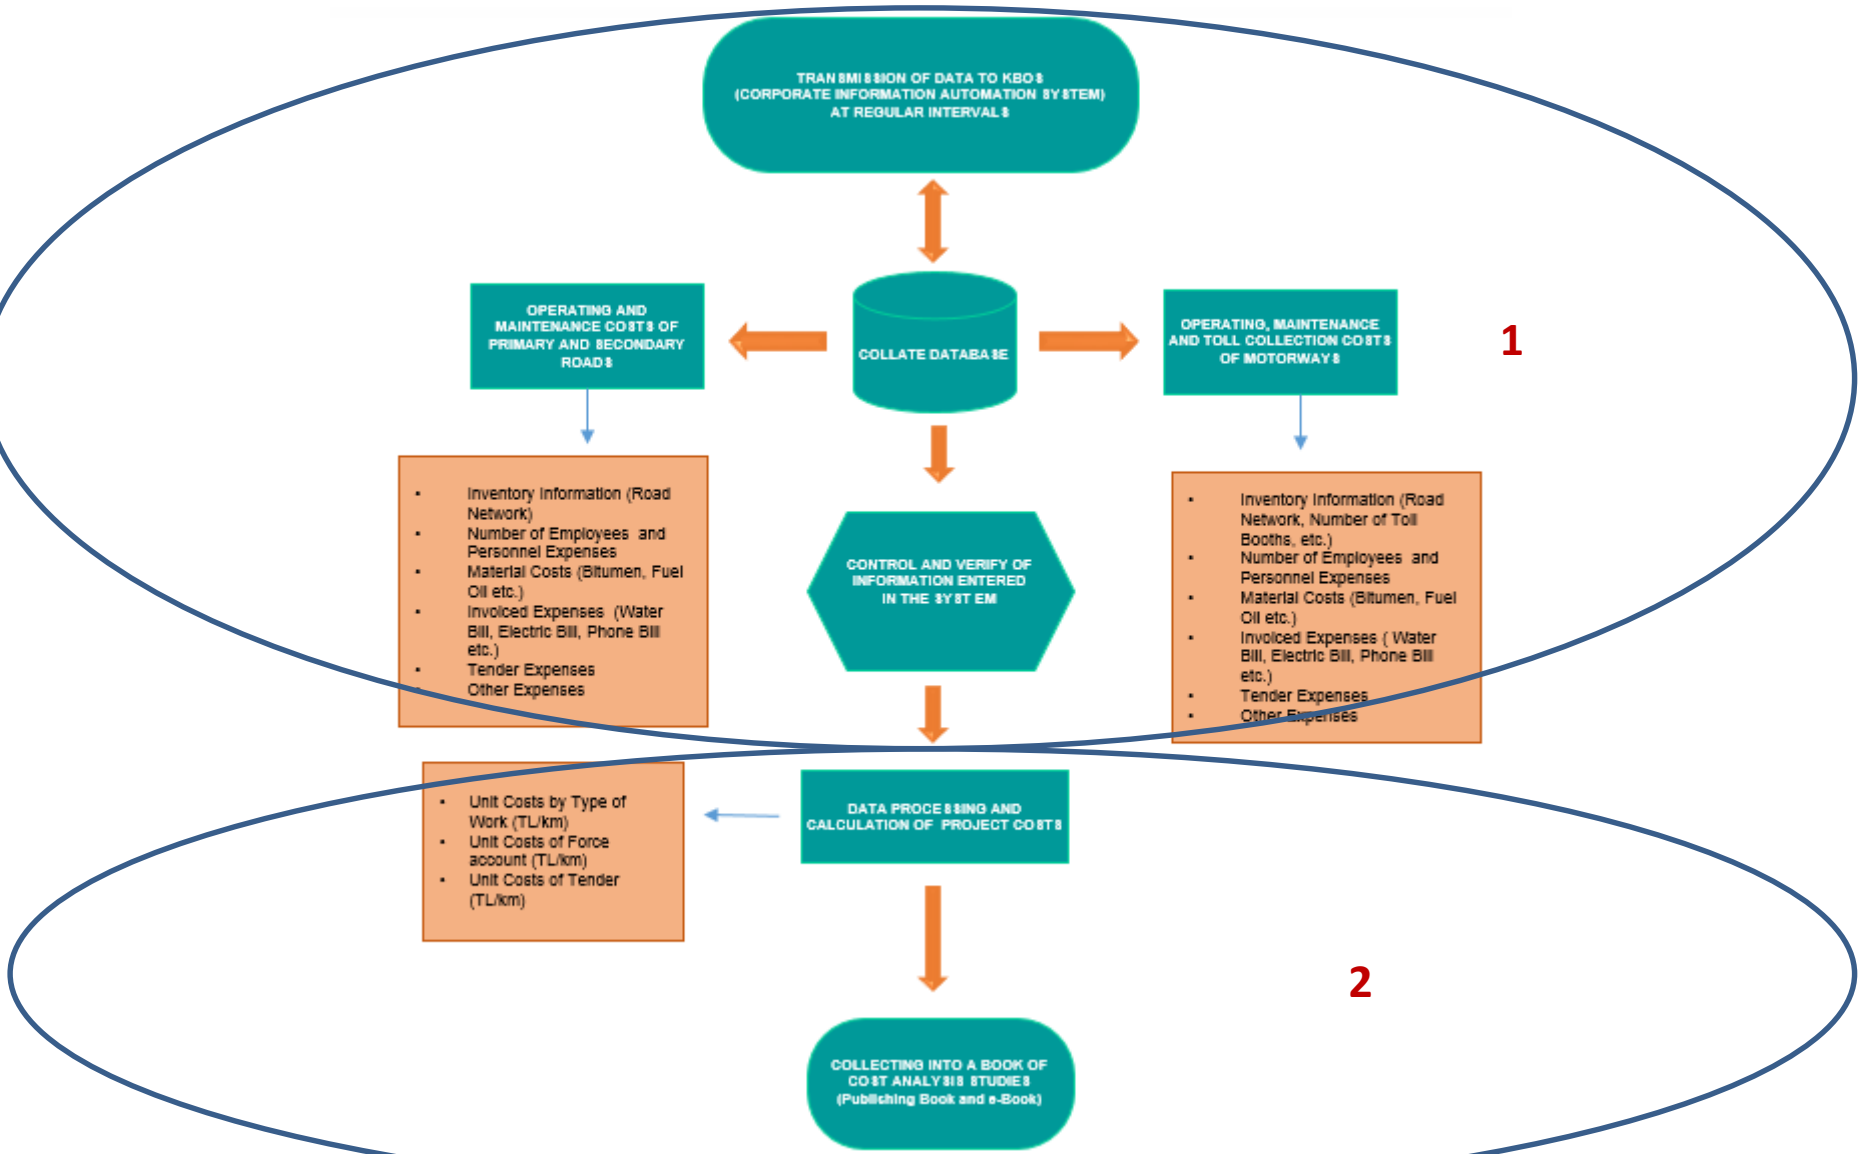 TRANSMISSION OF DATA TO KBOS
(CORPORATE INFORMATION AUTOMATION SYSTEM)
AT REGULAR INTERVALS
OPERATING AND
MAINTENANCE COSTS OF
PRIMARY AND SECONDARY
ROADS
COLLATE DATABASE
OPERATING, MAINTENANCE
AND TOLL COLLECTION COSTS
OF MOTORWAYS
1
▪ Inventory Information (Road
Network)
▪ Number of Employees and
Personnel Expenses
▪ Material Costs (Bitumen, Fuel
Oil etc.)
▪ Invoiced Expenses (Water
Bill, Electric Bill, Phone Bill
etc.)
▪ Tender Expenses
▪ Other Expenses
CONTROL AND VERIFY OF
INFORMATION ENTERED
IN THE SYSTEM
▪ Inventory Information (Road
Network, Number of Toll
Booths, etc.)
▪ Number of Employees and
Personnel Expenses
▪ Material Costs (Bitumen, Fuel
Oil etc.)
▪ Invoiced Expenses ( Water
Bill, Electric Bill, Phone Bill
etc.)
▪ Tender Expenses
▪ Other Expenses
▪ Unit Costs by Type of
Work (TL/km)
▪ Unit Costs of Force
account (TL/km)
▪ Unit Costs of Tender
(TL/km)
DATA PROCESSING AND
CALCULATION OF PROJECT COSTS
2
COLLECTING INTO A BOOK OF
COST ANALYSIS STUDIES
(Publishing Book and e-Book)